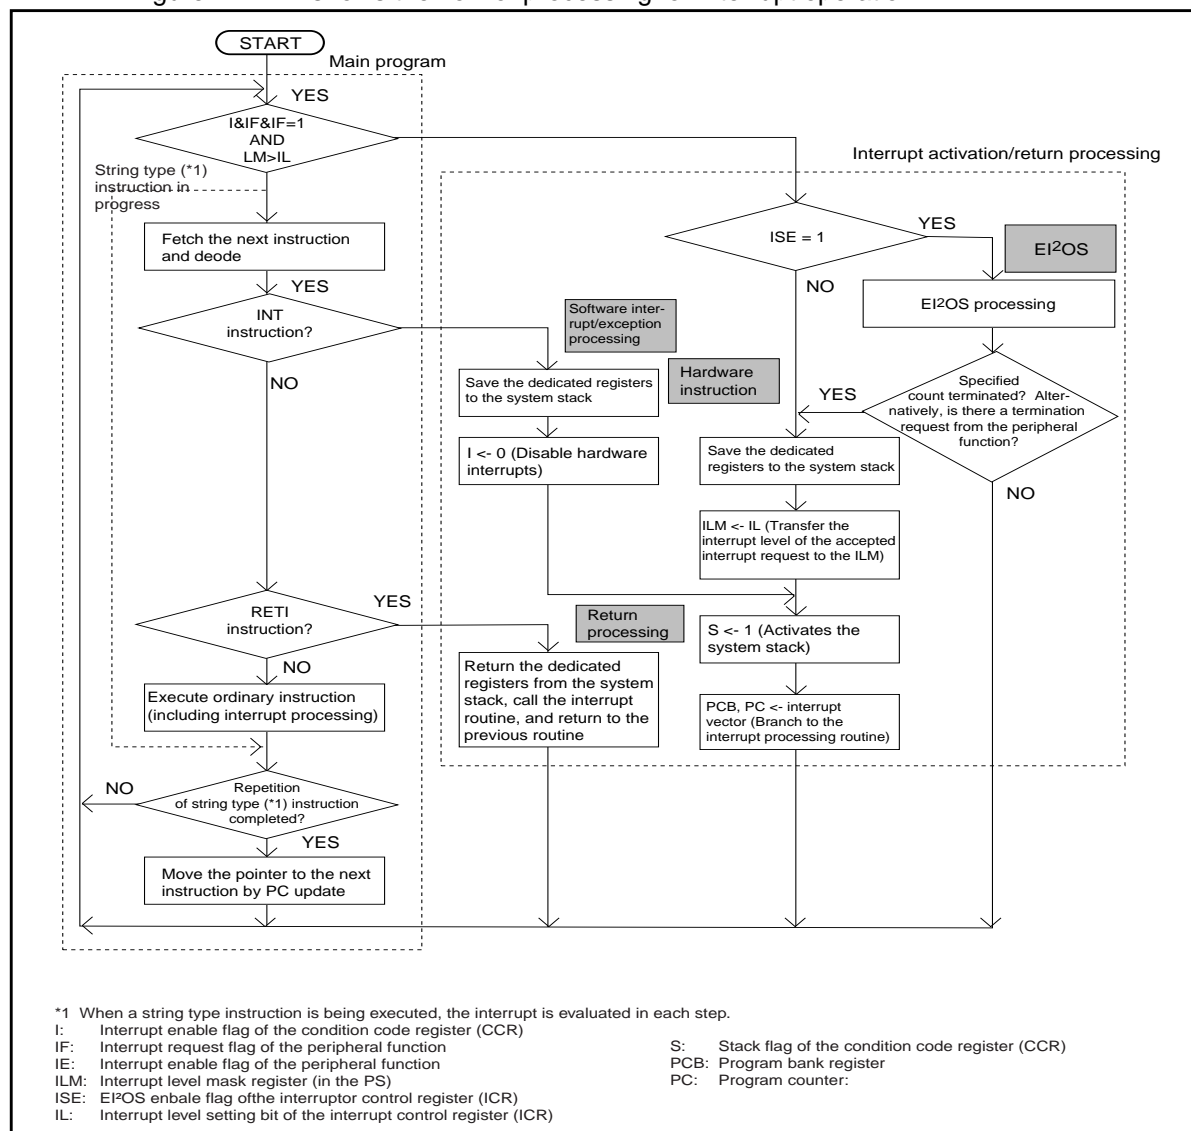 START
Main program
YES
I&IF&IF=1
AND
LM>IL
Interrupt activation/return processing
String type (*1)
instruction in
progress
ISE = 1
YES
EI²OS
NO
Fetch the next instruction
and deode
YES
EI²OS processing
INT
instruction?
Software inter-
rupt/exception
processing
NO
Hardware
instruction
Save the dedicated registers
to the system stack
YES
Specified
count terminated? Alter-
natively, is there a termination
request from the peripheral
function?
I <- 0 (Disable hardware
interrupts)
Save the dedicated
registers to the system stack
NO
ILM <- IL (Transfer the
interrupt level of the accepted
interrupt request to the ILM)
RETI
instruction?
YES
Return
processing
S <- 1 (Activates the
system stack)
NO
Return the dedicated
registers from the system
stack, call the interrupt
routine, and return to the
previous routine
Execute ordinary instruction
(including interrupt processing)
PCB, PC <- interrupt
vector (Branch to the
interrupt processing routine)
NO
Repetition
of string type (*1) instruction
completed?
YES
Move the pointer to the next
instruction by PC update
*1 When a string type instruction is being executed, the interrupt is evaluated in each step.
I: Interrupt enable flag of the condition code register (CCR)
IF: Interrupt request flag of the peripheral function
IE: Interrupt enable flag of the peripheral function
ILM: Interrupt level mask register (in the PS)
ISE: EI²OS enbale flag ofthe interruptor control register (ICR)
IL: Interrupt level setting bit of the interrupt control register (ICR)
S: Stack flag of the condition code register (CCR)
PCB: Program bank register
PC: Program counter: